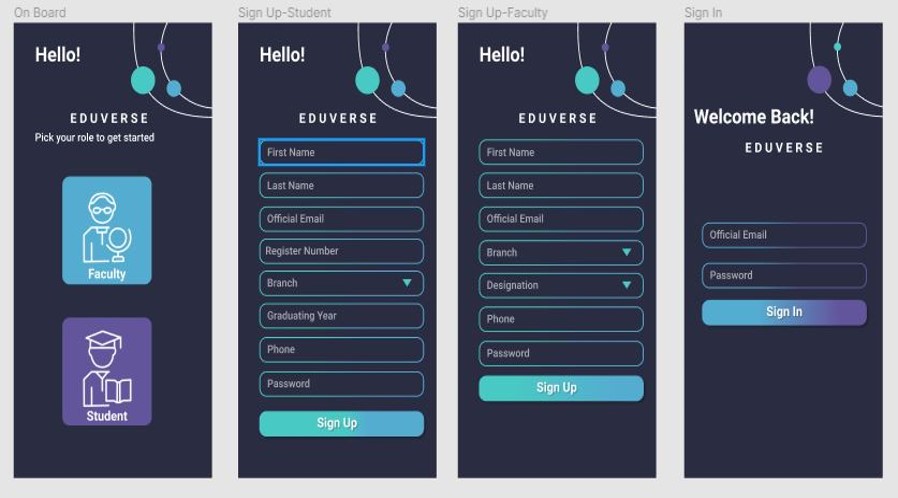 On Board
Hello!
EDUVERSE
Pick your role to get started
Faculty
Student
Sign Up-Student
Hello!
EDUVERSE
First Name
Last Name
Official Email
Register Number
Branch
Graduating Year
Phone
Password
Sign Up
Sign Up-Faculty
Hello!
EDUVERSE
First Name
Last Name
Official Email
Branch
Designation
Phone
Password
Sign Up
Sign In
Welcome Back!
EDUVERSE
Official Email
Password
Sign In